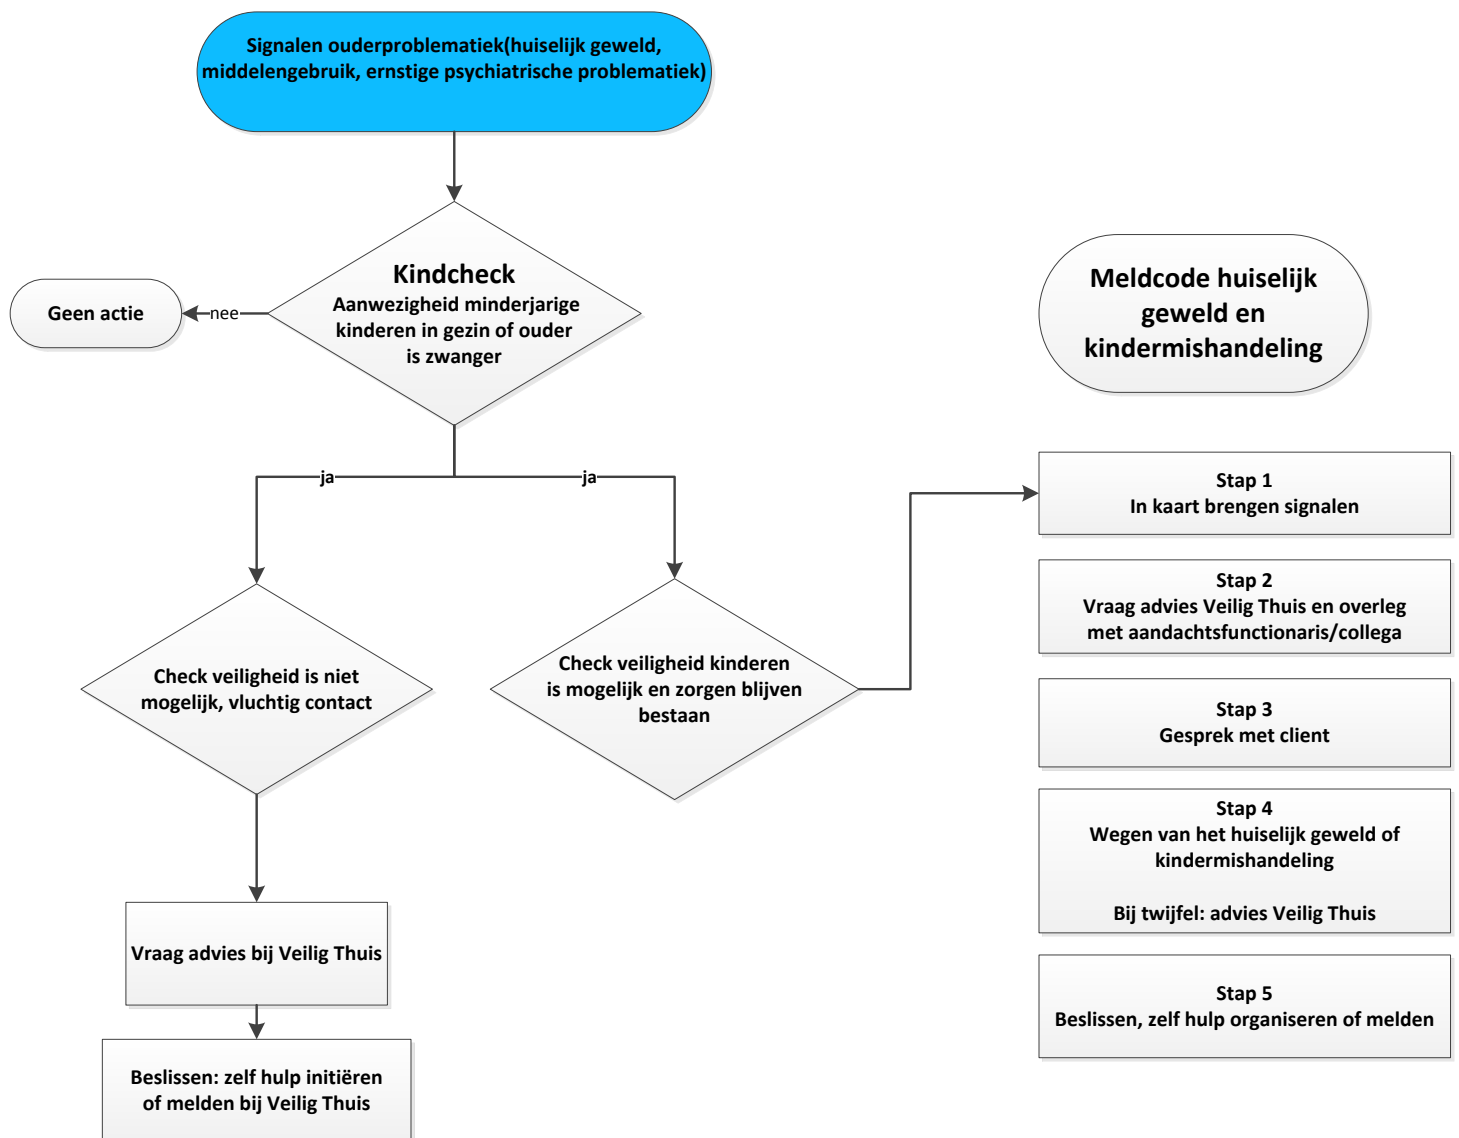 Signalen ouderproblematiek(huiselijk geweld,
middelengebruik, ernstige psychiatrische problematiek)
Kindcheck
Aanwezigheid minderjarige
kinderen in gezin of ouder
is zwanger
nee
Geen actie
ja
ja
Check veiligheid is niet
mogelijk, vluchtig contact
Check veiligheid kinderen
is mogelijk en zorgen blijven
bestaan
Vraag advies bij Veilig Thuis
Beslissen: zelf hulp initiëren
of melden bij Veilig Thuis
Meldcode huiselijk
geweld en
kindermishandeling
Stap 1
In kaart brengen signalen
Stap 2
Vraag advies Veilig Thuis en overleg
met aandachtsfunctionaris/collega
Stap 3
Gesprek met client
Stap 4
Wegen van het huiselijk geweld of
kindermishandeling
Bij twijfel: advies Veilig Thuis
Stap 5
Beslissen, zelf hulp organiseren of melden